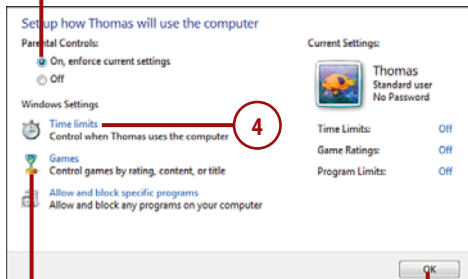 Set up how Thomas will use the computer
Parental Controls:
On, enforce current settings
Off
Windows Settings
Time limits
Control when Thomas uses the computer
4
Games
Control games by rating, content, or title
Allow and block specific programs
Allow and block any programs on your computer
Current Settings:
Thomas
Standard user
No Password
Time Limits: Off
Game Ratings: Off
Program Limits: Off
OK